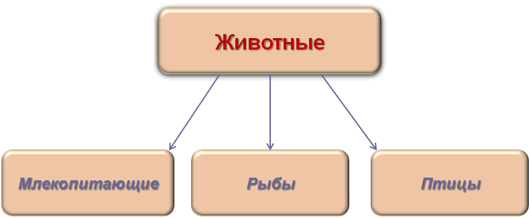 Животные
Млекопитающие
Рыбы
Птицы